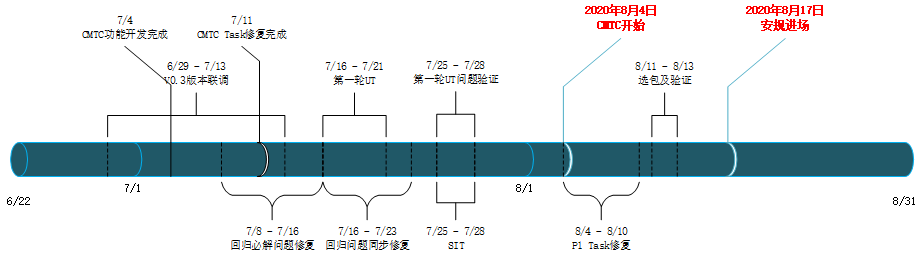 2020年8月4日
CMTC开始
2020年8月17日
安规进场
7/4
CMTC功能开发完成
7/11
CMTC Task修复完成
6/29 - 7/13
V0.3版本联调
7/16 - 7/21
第一轮UT
7/25 - 7/28
第一轮UT问题验证
8/11 - 8/13
选包及验证
6/22
7/1
8/1
8/31
7/8 - 7/16
回归必解问题修复
7/16 - 7/23
回归问题同步修复
7/25 - 7/28
SIT
8/4 - 8/10
P1 Task修复